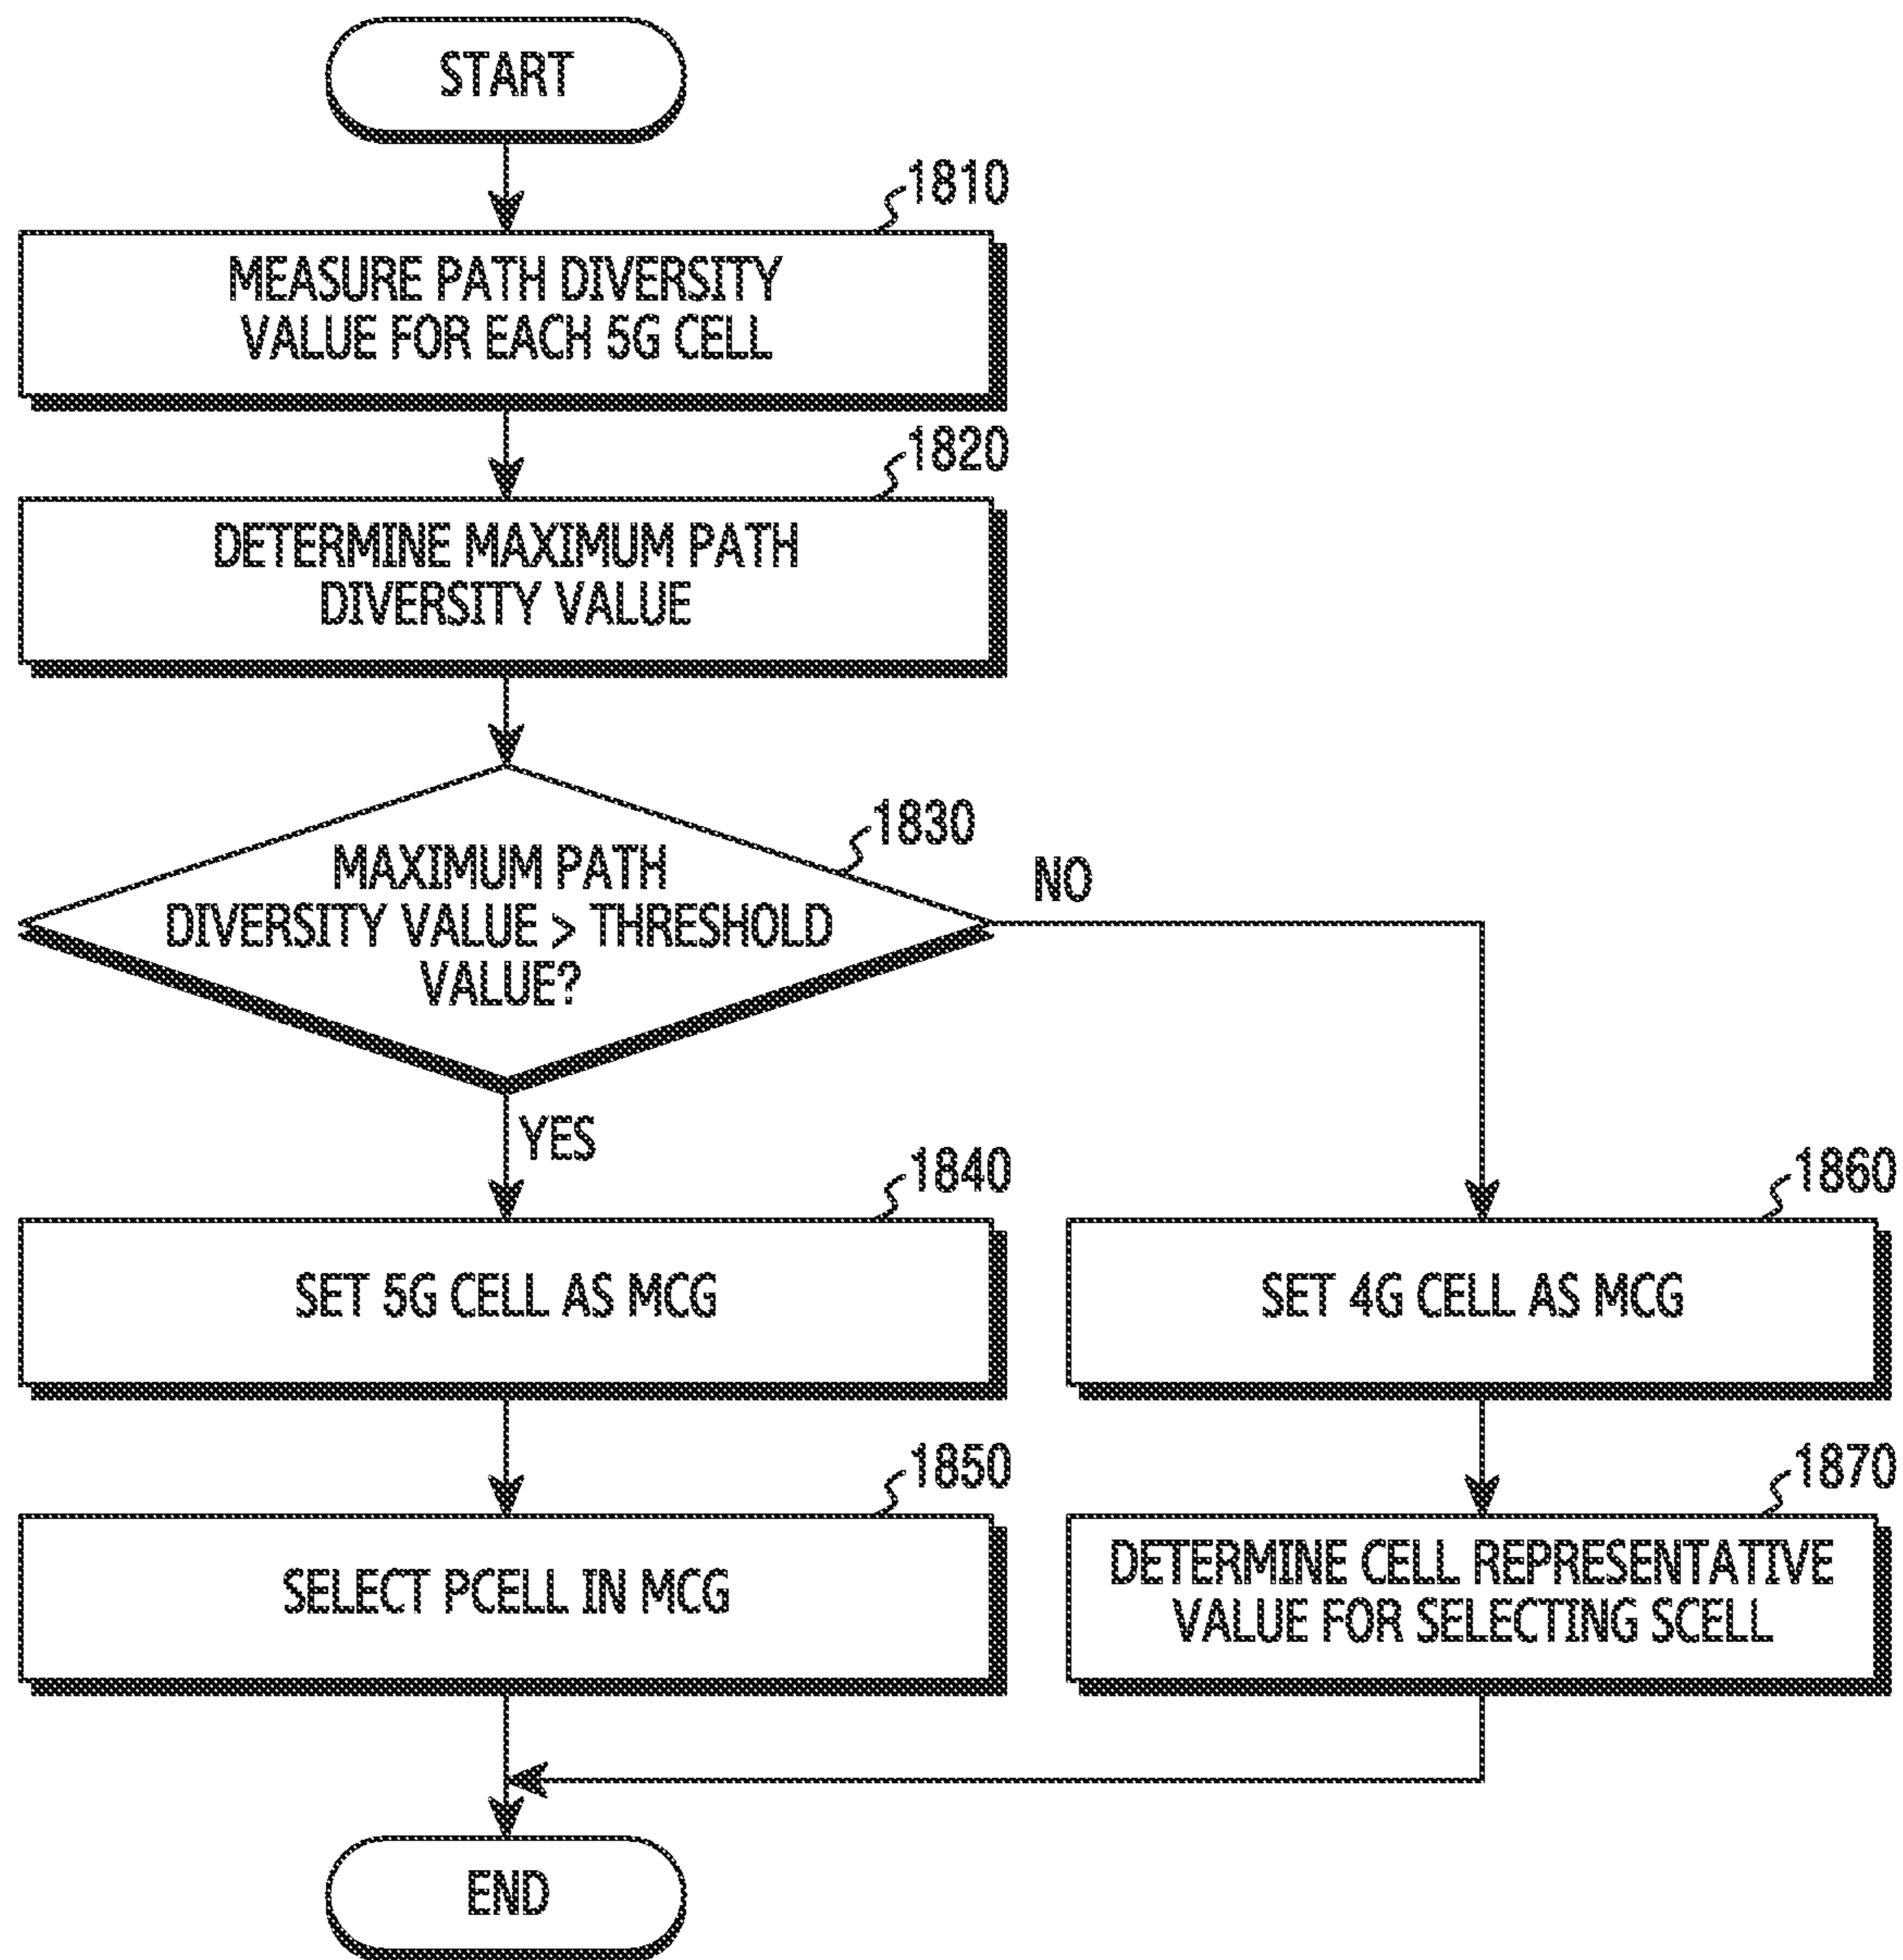 START
1810
MEASURE PATH DIVERSITY
VALUE FOR EACH 5G CELL
1820
DETERMINE MAXIMUM PATH
DIVERSITY VALUE
1830
MAXIMUM PATH
DIVERSITY VALUE > THRESHOLD
VALUE?
NO
YES
1840
SET 5G CELL AS MCG
1860
SET 4G CELL AS MCG
1850
SELECT PCELL IN MCG
1870
DETERMINE CELL REPRESENTATIVE
VALUE FOR SELECTING SCELL
END